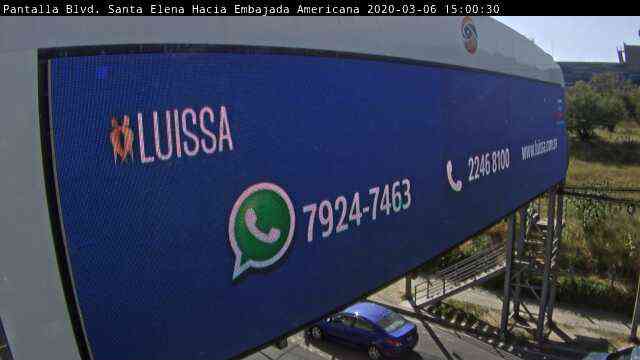 Pantalla Blvd. Santa Elena Hacia Embajada Americana 2020-03-06 15:00:30
LUISSA
7924-7463
2246 8100
www.luissa.com.sv